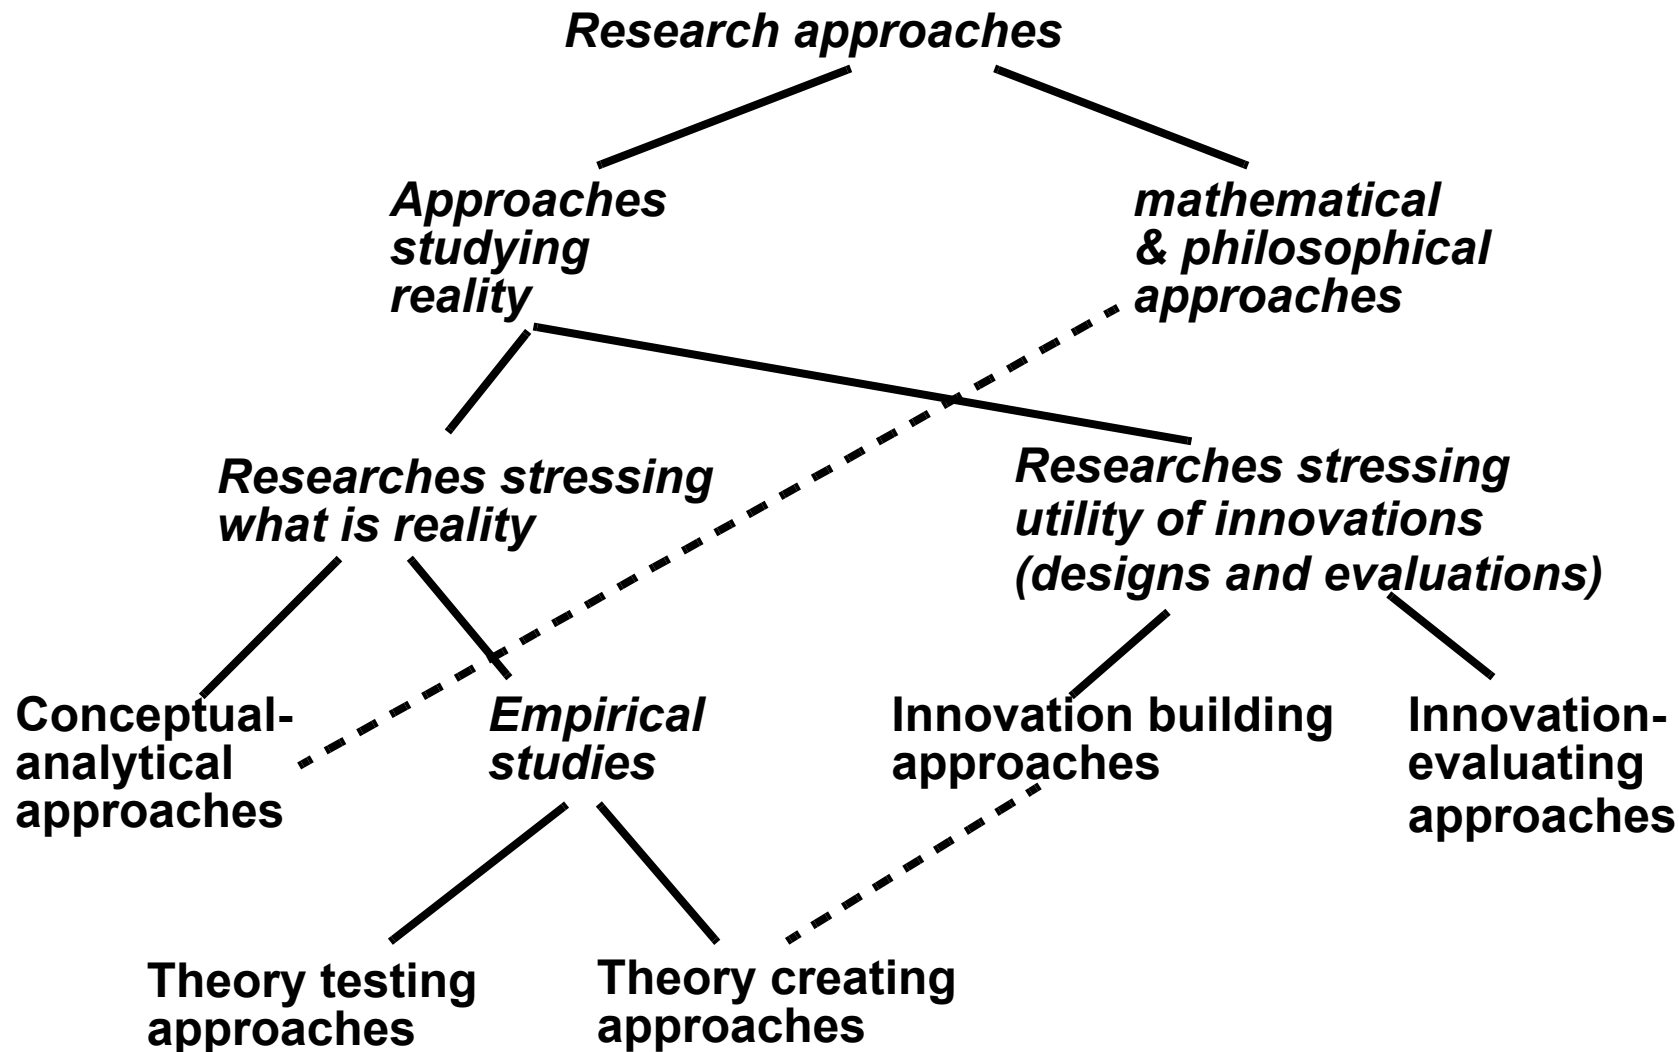 Research approaches
Approaches
studying
reality
mathematical
& philosophical
approaches
Researches stressing
what is reality
Researches stressing
utility of innovations
(designs and evaluations)
Conceptual-
analytical
approaches
Empirical
studies
Innovation building
approaches
Innovation-
evaluating
approaches
Theory testing
approaches
Theory creating
approaches